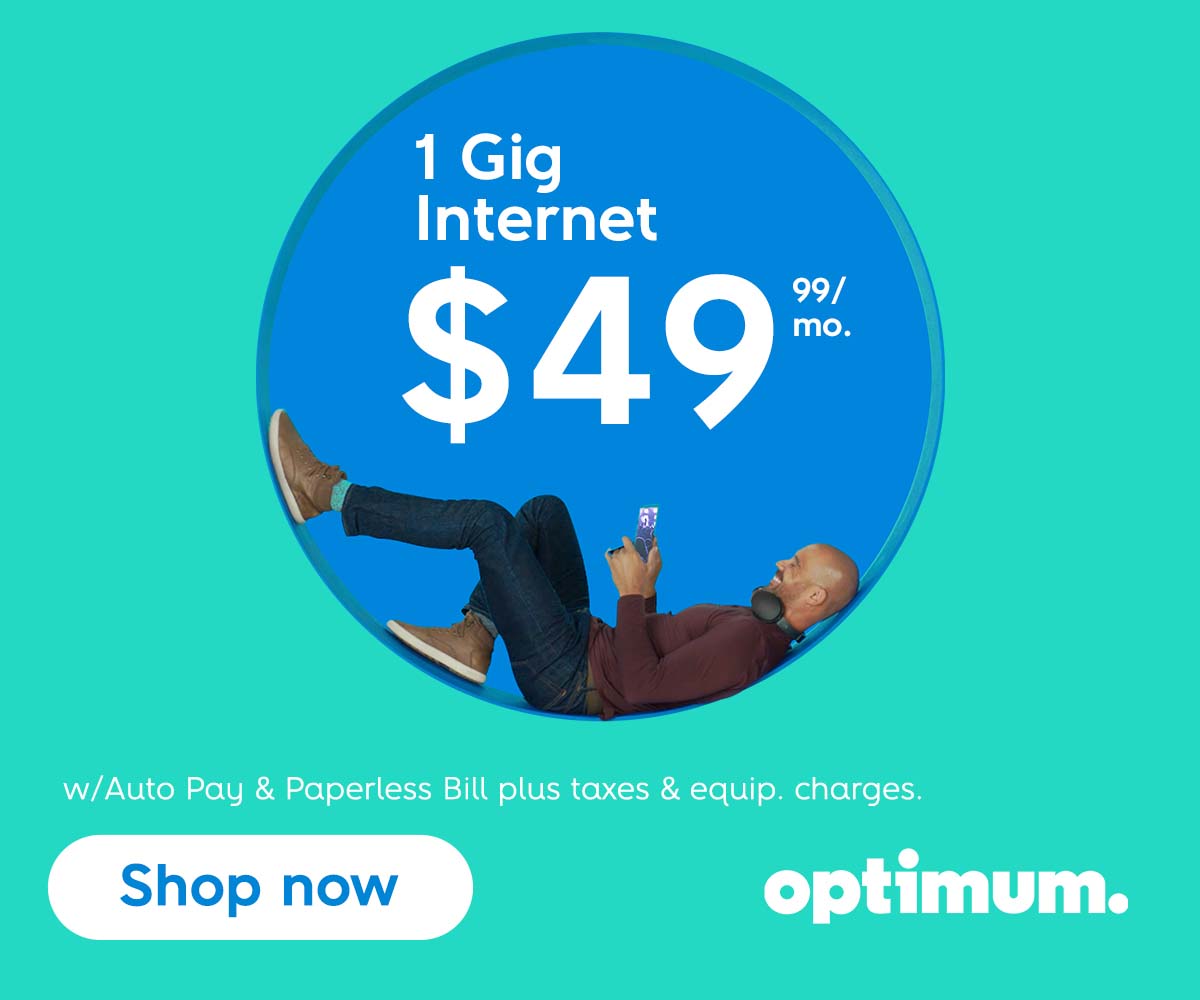 1 Gig
Internet
$49 99/
mo.
w/Auto Pay & Paperless Bill plus taxes & equip. charges.
Shop now
optimum.